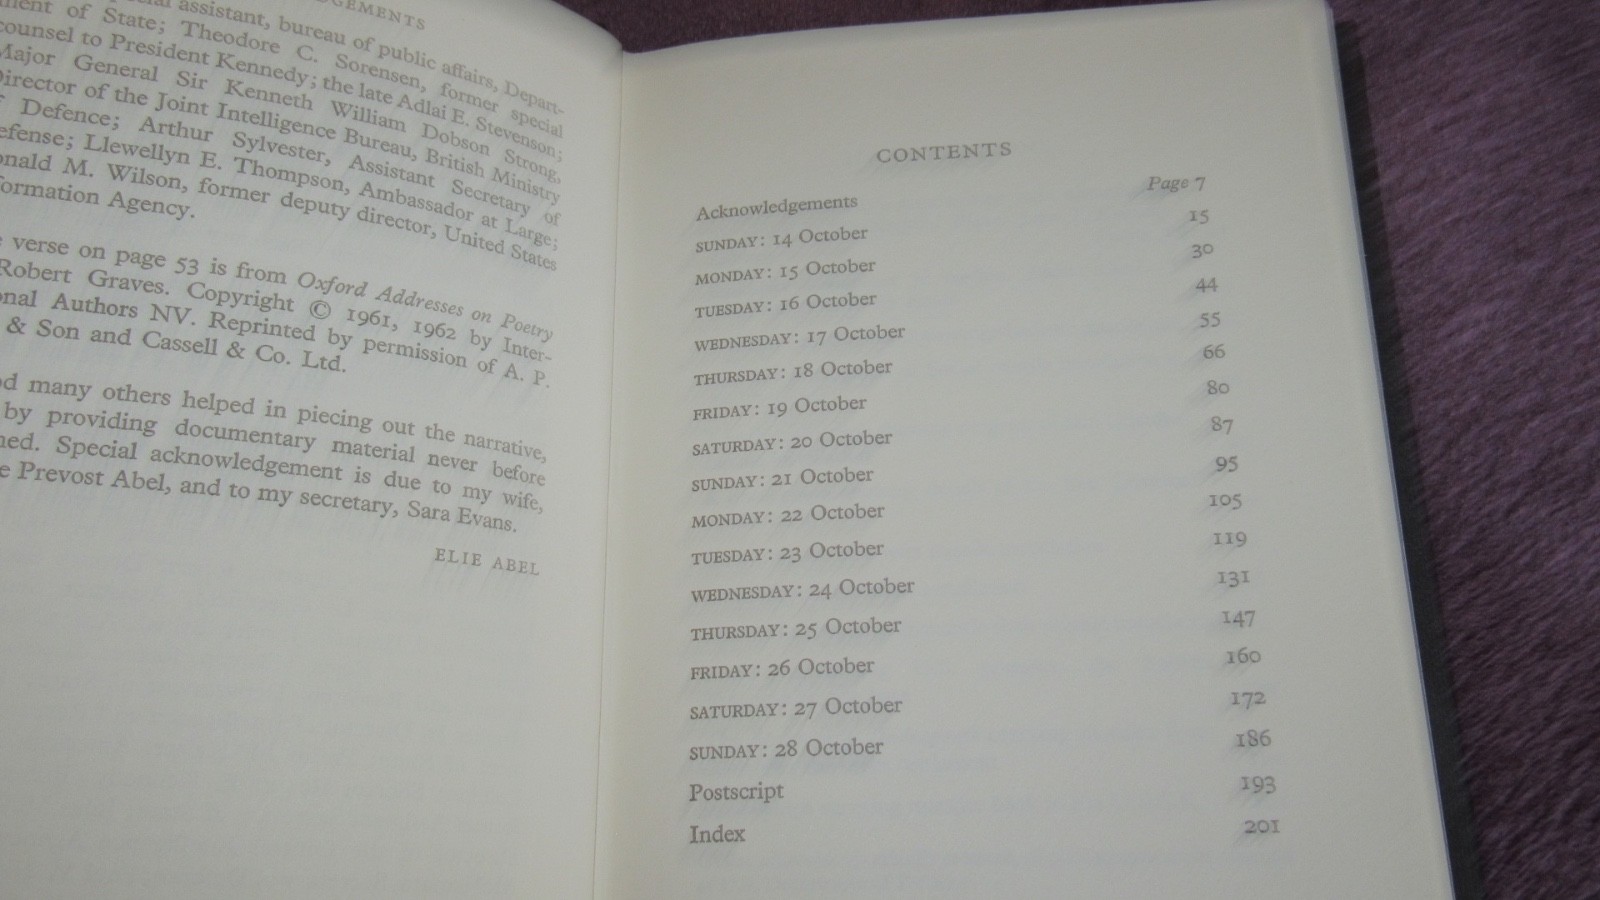 DGEMENTS
assistant, bureau of public affairs, Depart-
ment of State; Theodore C. Sorensen, former special
counsel to President Kennedy; the late Adlai E. Stevenson;
Major General Sir Kenneth William Dobson Strong,
Director of the Joint Intelligence Bureau, British Ministry
Defence; Arthur Sylvester, Assistant Secretary of
efense; Llewellyn E. Thompson, Ambassador at Large;
onald M. Wilson, former deputy director, United States
formation Agency.
verse on page 53 is from Oxford Addresses on Poetry
Robert Graves. Copyright © 1961, 1962 by Inter-
onal Authors NV. Reprinted by permission of A. P.
& Son and Cassell & Co. Ltd.
od many others helped in piecing out the narrative,
by providing documentary material never before
ned. Special acknowledgement is due to my wife,
e Prevost Abel, and to my secretary, Sara Evans.
ELIE ABEL
CONTENTS
Acknowledgements Page 7
SUNDAY: 14 October 15
MONDAY: 15 October 30
TUESDAY: 16 October 44
WEDNESDAY: 17 October 55
THURSDAY: 18 October 66
FRIDAY: 19 October 80
SATURDAY: 20 October 87
SUNDAY: 21 October 95
MONDAY: 22 October 105
TUESDAY: 23 October 119
WEDNESDAY: 24 October 131
THURSDAY: 25 October 147
FRIDAY: 26 October 160
SATURDAY: 27 October 172
SUNDAY: 28 October 186
Postscript 193
Index 201